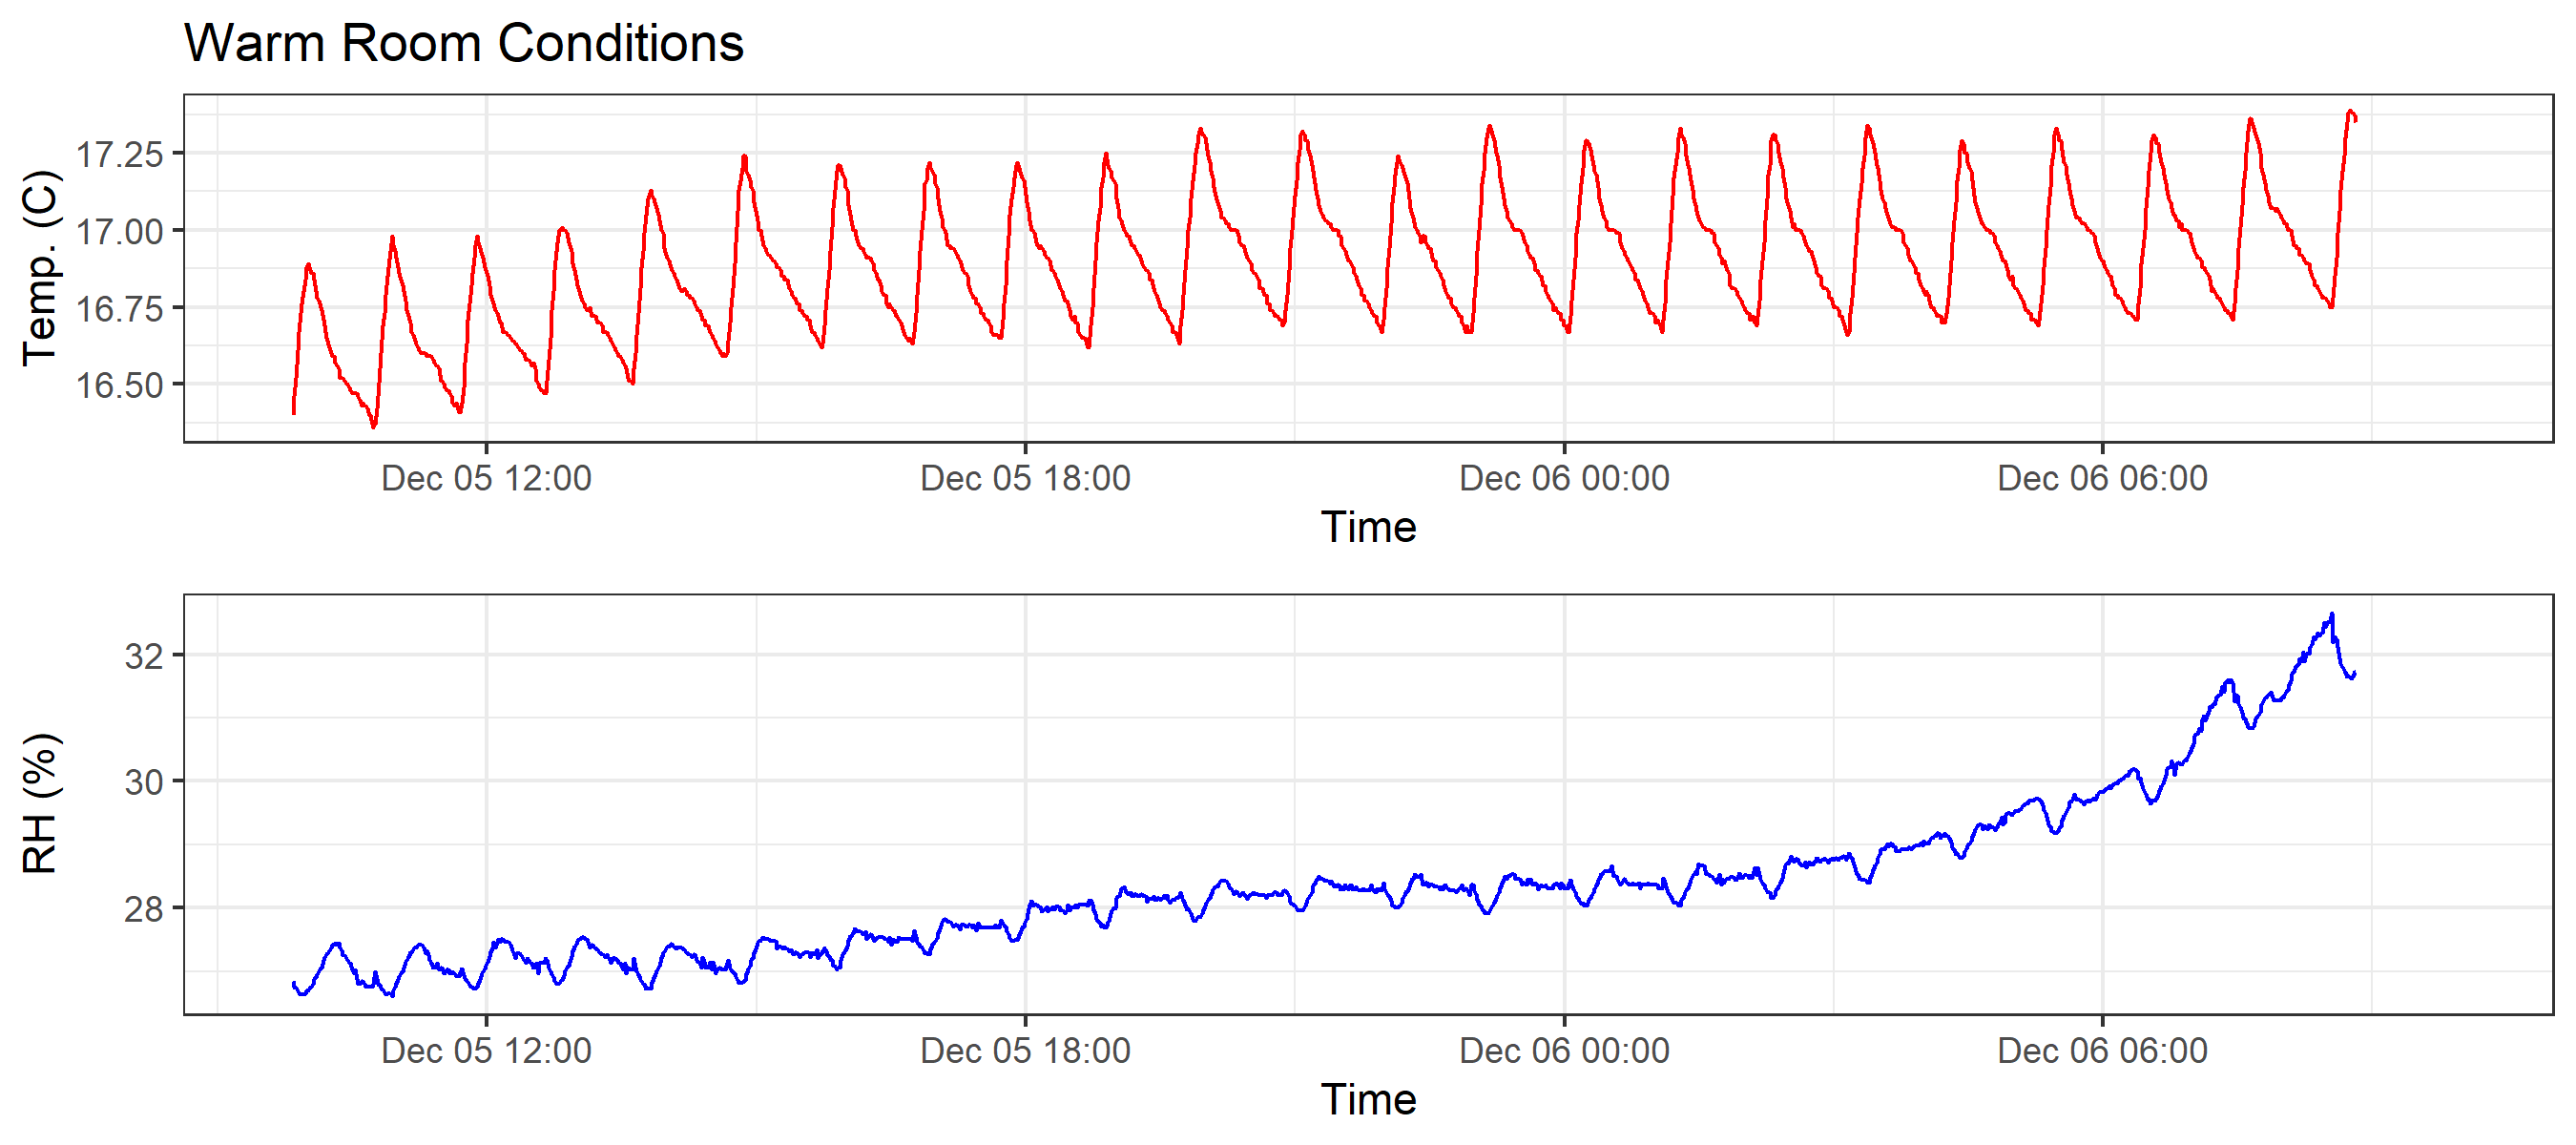 Warm Room Conditions
Temp. (C)
17.25
17.00
16.75
16.50
Dec 05 12:00 Dec 05 18:00 Dec 06 00:00 Dec 06 06:00
Time
RH (%)
32
30
28
Dec 05 12:00 Dec 05 18:00 Dec 06 00:00 Dec 06 06:00
Time